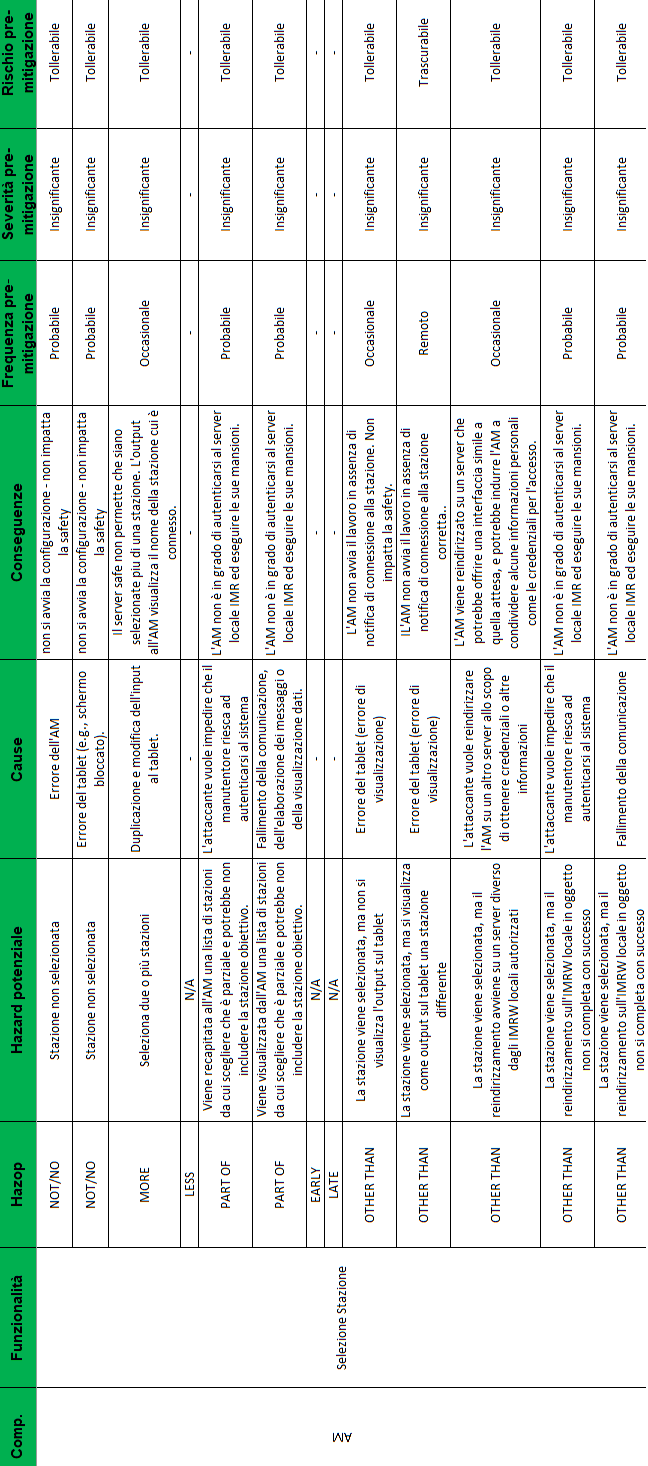 Comp.
Funzionalità
Hazop
Hazard potenziale
Cause
Conseguenze
Frequenza pre-
mitigazione
Severità pre-
mitigazione
Rischio pre-
mitigazione
AM
Selezione Stazione
NOT/NO
Stazione non selezionata
Errore dell'AM
non si avvia la configurazione - non impatta
la safety
Probabile
Insignificante
Tollerabile
NOT/NO
Stazione non selezionata
Errore del tablet (e.g., schermo
bloccato).
non si avvia la configurazione - non impatta
la safety
Probabile
Insignificante
Tollerabile
MORE
Seleziona due o più stazioni
Duplicazione e modifica dell'input
al tablet.
Il server safe non permette che siano
selezionate piu di una stazione. L'output
all'AM visualizza il nome della stazione cui è
connesso.
Occasionale
Insignificante
Tollerabile
LESS
N/A
-
-
-
-
-
PART OF
Viene recapitata all'AM una lista di stazioni
da cui scegliere che è parziale e potrebbe non
includere la stazione obiettivo.
L'attaccante vuole impedire che il
manutentore riesca ad
autenticarsi al sistema
L'AM non è in grado di autenticarsi al server
locale IMR ed eseguire le sue mansioni.
Probabile
Insignificante
Tollerabile
PART OF
Viene visualizzata dall'AM una lista di stazioni
da cui scegliere che è parziale e potrebbe non
includere la stazione obiettivo.
Fallimento della comunicazione,
dell'elaborazione dei messaggi o
della visualizzazione dati.
L'AM non è in grado di autenticarsi al server
locale IMR ed eseguire le sue mansioni.
Probabile
Insignificante
Tollerabile
EARLY
N/A
-
-
-
-
-
LATE
N/A
-
-
-
-
-
OTHER THAN
La stazione viene selezionata, ma non si
visualizza l'output sul tablet
Errore del tablet (errore di
visualizzazione)
L'AM non avvia il lavoro in assenza di
notifica di connessione alla stazione. Non
impatta la safety.
Occasionale
Insignificante
Tollerabile
OTHER THAN
La stazione viene selezionata, ma si visualizza
come output sul tablet una stazione
differente
Errore del tablet (errore di
visualizzazione)
IL'AM non avvia il lavoro in assenza di
notifica di connessione alla stazione
corretta..
Remoto
Insignificante
Trascurabile
OTHER THAN
La stazione viene selezionata, ma il
reindirizzamento avviene su un server diverso
dagli IMRW locali autorizzati
L'attaccante vuole reindirizzare
l'AM su un altro server allo scopo
di ottenere credenziali o altre
informazioni
L'AM viene reindirizzato su un server che
potrebbe offrire una interfaccia simile a
quella attesa, e potrebbe indurre l'AM a
condividere alcune informazioni personali
come le credenziali per l'accesso.
Occasionale
Insignificante
Tollerabile
OTHER THAN
La stazione viene selezionata, ma il
reindirizzamento sull'IMRW locale in oggetto
non si completa con successo
L'attaccante vuole impedire che il
manutentore riesca ad
autenticarsi al sistema
L'AM non è in grado di autenticarsi al server
locale IMR ed eseguire le sue mansioni.
Probabile
Insignificante
Tollerabile
OTHER THAN
La stazione viene selezionata, ma il
reindirizzamento sull'IMRW locale in oggetto
non si completa con successo
Fallimento della comunicazione
L'AM non è in grado di autenticarsi al server
locale IMR ed eseguire le sue mansioni.
Probabile
Insignificante
Tollerabile